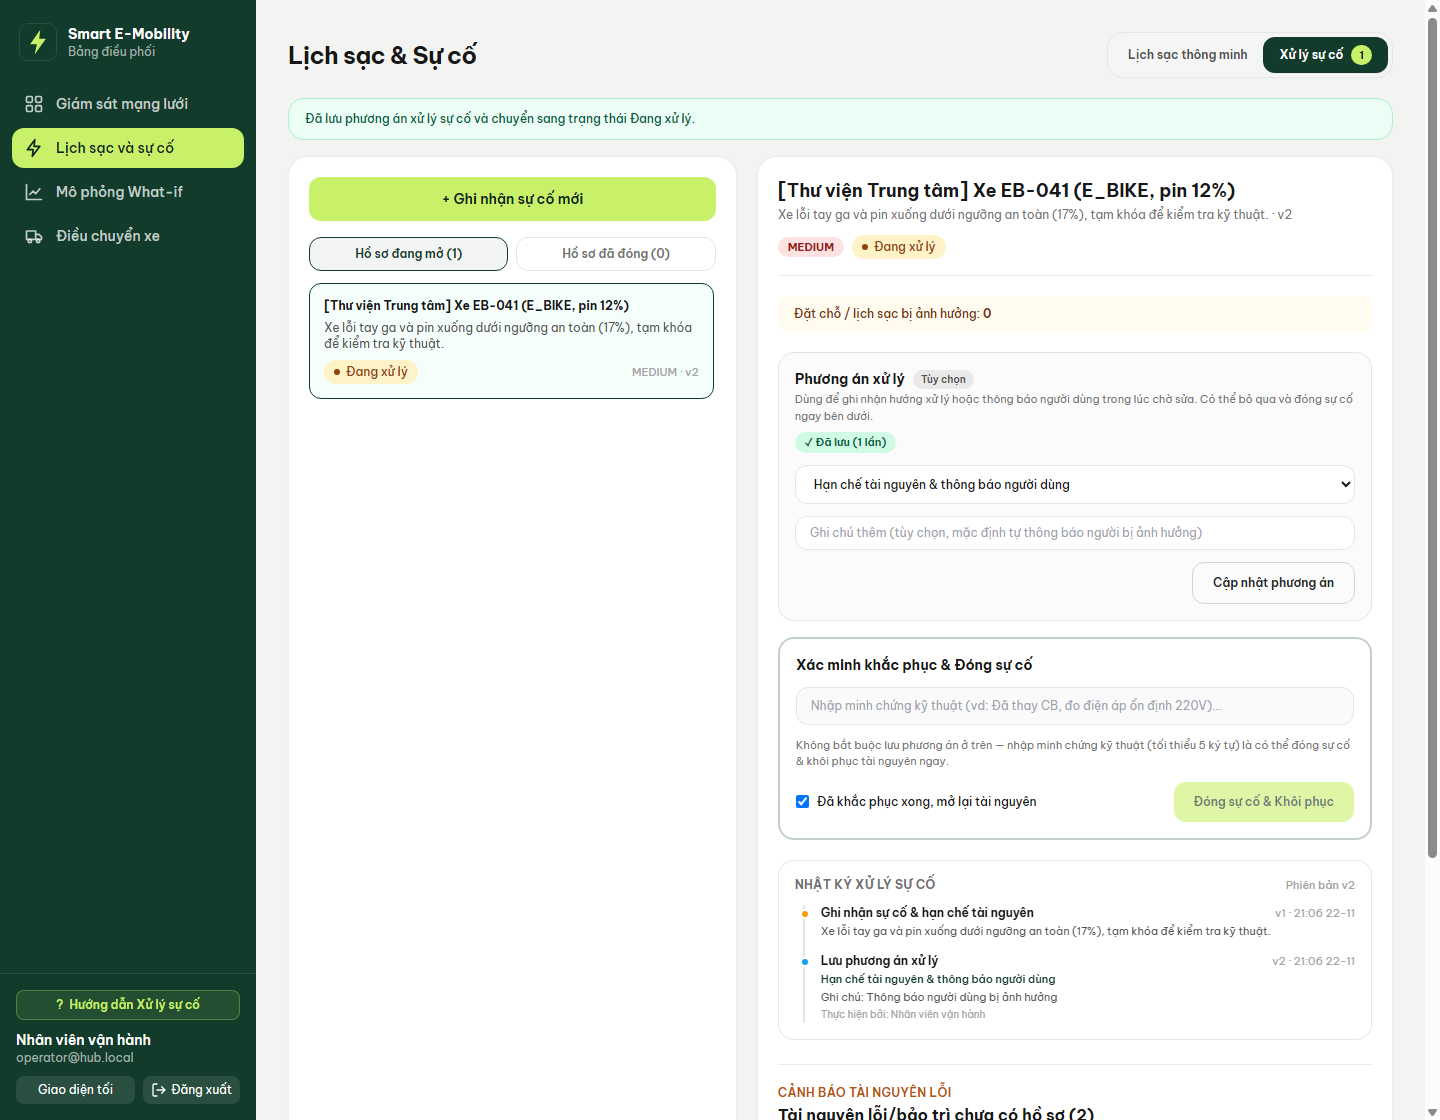 Smart E-Mobility
Bảng điều phối
Giám sát mạng lưới
Lịch sạc và sự cố
Mô phỏng What-if
Điều chuyển xe
? Hướng dẫn Xử lý sự cố
Nhân viên vận hành
operator@hub.local
Giao diện tối
Đăng xuất
Lịch sạc & Sự cố
Lịch sạc thông minh
Xử lý sự cố 1
Đã lưu phương án xử lý sự cố và chuyển sang trạng thái Đang xử lý.
+ Ghi nhận sự cố mới
Hồ sơ đang mở (1)
Hồ sơ đã đóng (0)
[Thư viện Trung tâm] Xe EB-041 (E_BIKE, pin 12%)
Xe lỗi tay ga và pin xuống dưới ngưỡng an toàn (17%), tạm khóa
để kiểm tra kỹ thuật.
Đang xử lý
MEDIUM · v2
[Thư viện Trung tâm] Xe EB-041 (E_BIKE, pin 12%)
Xe lỗi tay ga và pin xuống dưới ngưỡng an toàn (17%), tạm khóa để kiểm tra kỹ thuật. · v2
MEDIUM
Đang xử lý
Đặt chỗ / lịch sạc bị ảnh hưởng: 0
Phương án xử lý
Tùy chọn
Dùng để ghi nhận hướng xử lý hoặc thông báo người dùng trong lúc chờ sửa. Có thể bỏ qua và đóng sự cố
ngay bên dưới.
✓ Đã lưu (1 lần)
Hạn chế tài nguyên & thông báo người dùng
Ghi chú thêm (tùy chọn, mặc định tự thông báo người bị ảnh hưởng)
Cập nhật phương án
Xác minh khắc phục & Đóng sự cố
Nhập minh chứng kỹ thuật (vd: Đã thay CB, đo điện áp ổn định 220V)...
Không bắt buộc lưu phương án ở trên — nhập minh chứng kỹ thuật (tối thiểu 5 ký tự) là có thể đóng sự cố
& khôi phục tài nguyên ngay.
Đã khắc phục xong, mở lại tài nguyên
Đóng sự cố & Khôi phục
NHẬT KÝ XỬ LÝ SỰ CỐ
Phiên bản v2
Ghi nhận sự cố & hạn chế tài nguyên
v1 · 21:06 22-11
Xe lỗi tay ga và pin xuống dưới ngưỡng an toàn (17%), tạm khóa để kiểm tra kỹ thuật.
Lưu phương án xử lý
v2 · 21:06 22-11
Hạn chế tài nguyên & thông báo người dùng
Ghi chú: Thông báo người dùng bị ảnh hưởng
Thực hiện bởi: Nhân viên vận hành
CẢNH BÁO TÀI NGUYÊN LỖI
Tài nguyên lỗi/bảo trì chưa có hồ sơ (2)